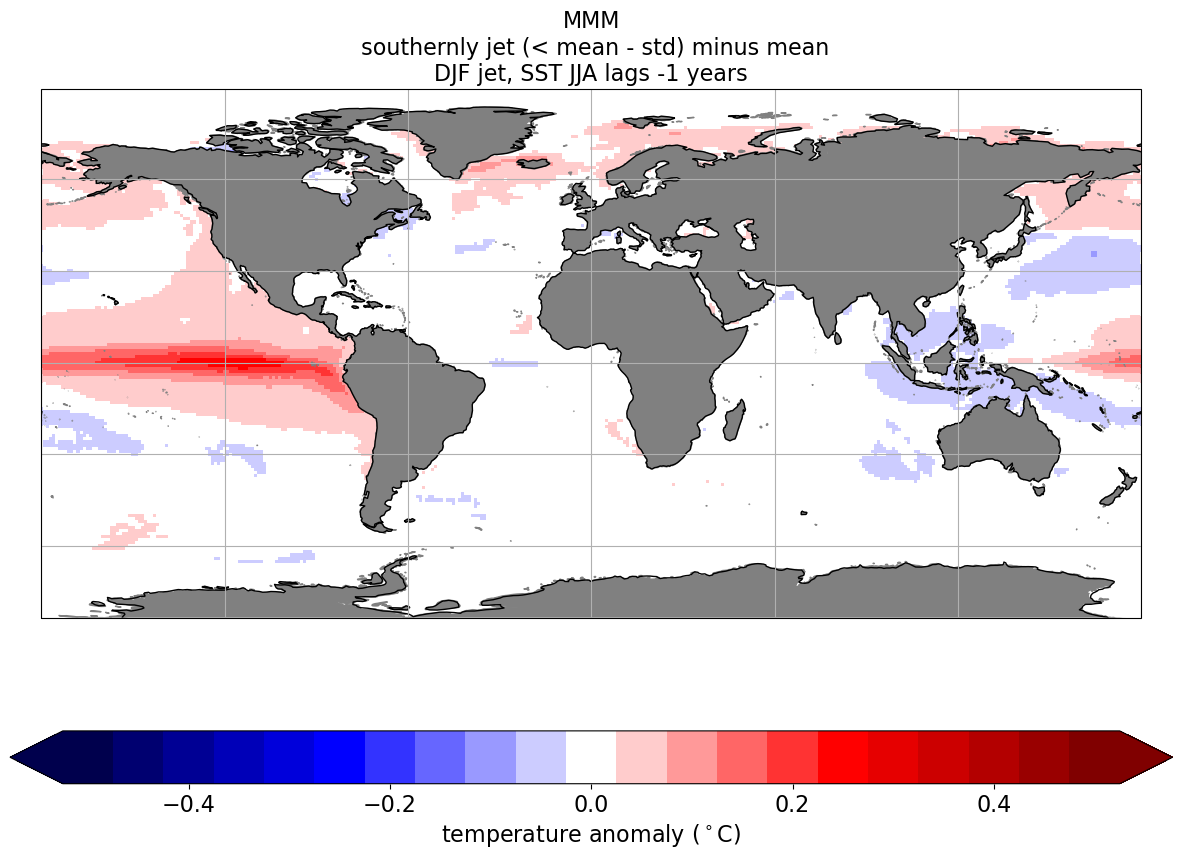 MMM
southernly jet (< mean - std) minus mean
DJF jet, SST JJA lags -1 years
−0.4 −0.2 0.0 0.2 0.4
temperature anomaly (°C)